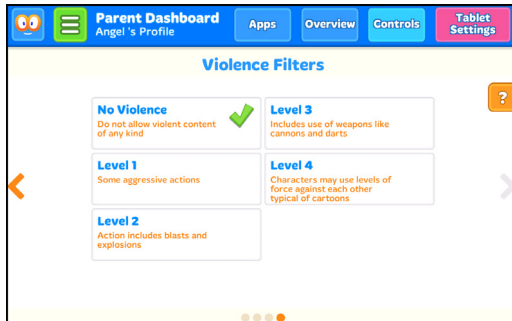 Parent Dashboard
Angel 's Profile
Apps
Overview
Controls
Tablet
Settings
Violence Filters
?
No Violence
Do not allow violent content
of any kind
Level 3
Includes use of weapons like
cannons and darts
Level 1
Some aggressive actions
Level 4
Characters may use levels of
force against each other
typical of cartoons
Level 2
Action includes blasts and
explosions